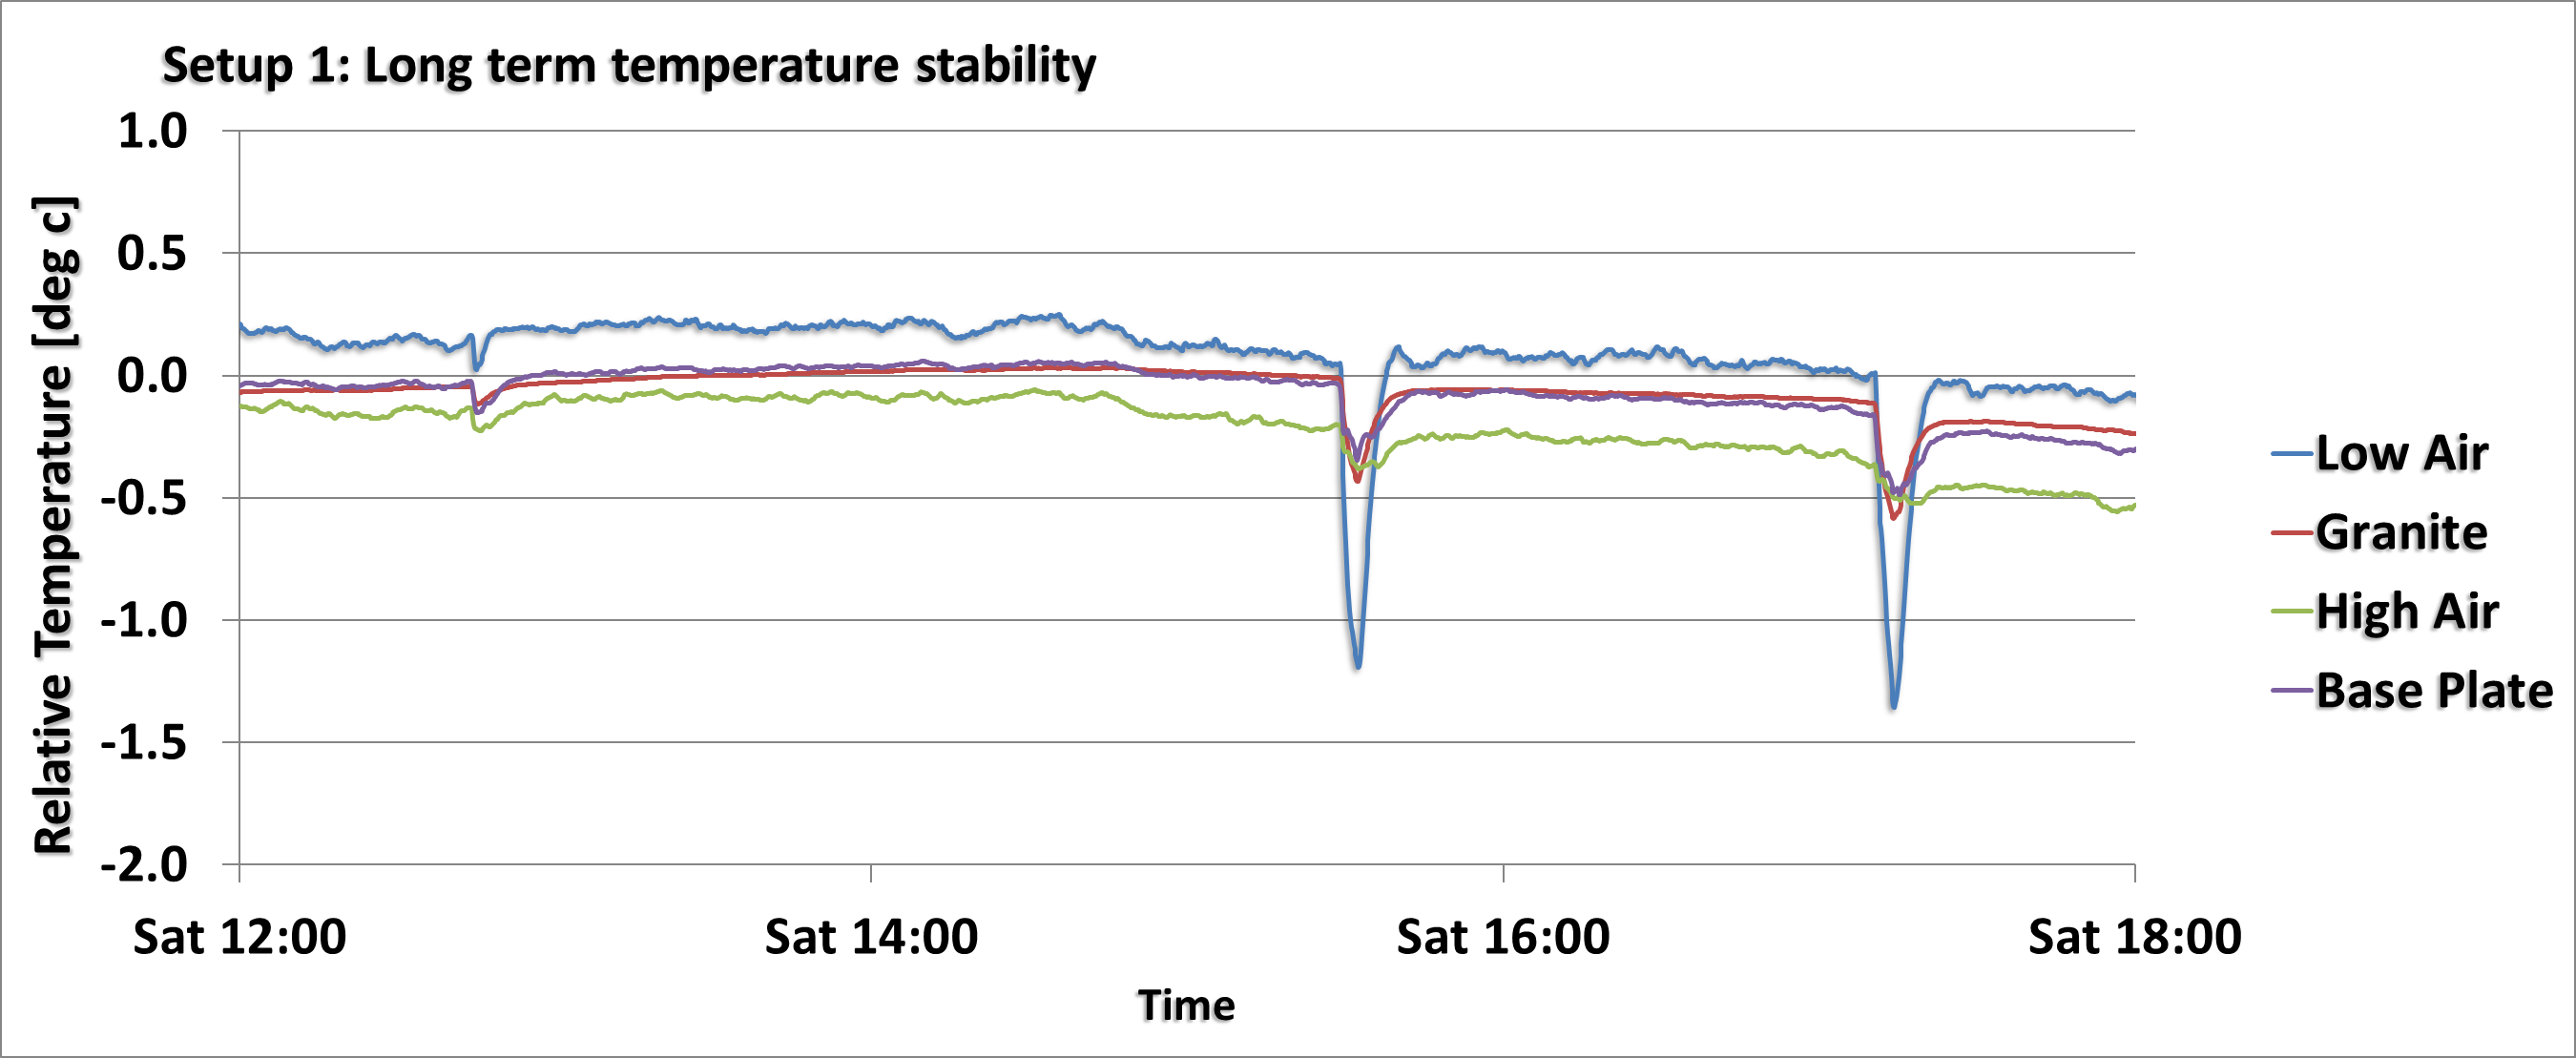 Setup 1: Long term temperature stability
Relative Temperature [deg c]
1.0
0.5
0.0
-0.5
-1.0
-1.5
-2.0
Sat 12:00
Sat 14:00
Sat 16:00
Sat 18:00
Time
Low Air
Granite
High Air
Base Plate